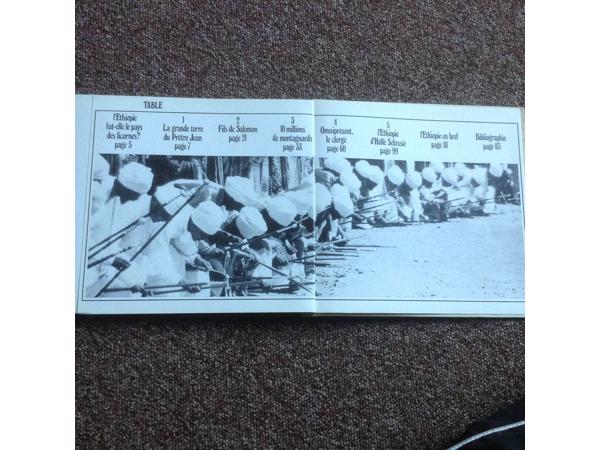 TABLE
l'Ethiopie
fut-elle le pays
des licornes?
page 5
1
La grande terre
du Prêtre Jean
page 7
2
Fils de Salomon
page 21
3
10 millions
de montagnards
page 33
4
Omniprésent,
le clergé
page 60
5
l'Ethiopie
d'Haïlé Sélassié
page 99
l'Ethiopie en bref
page 111
Bibliographie
page 113